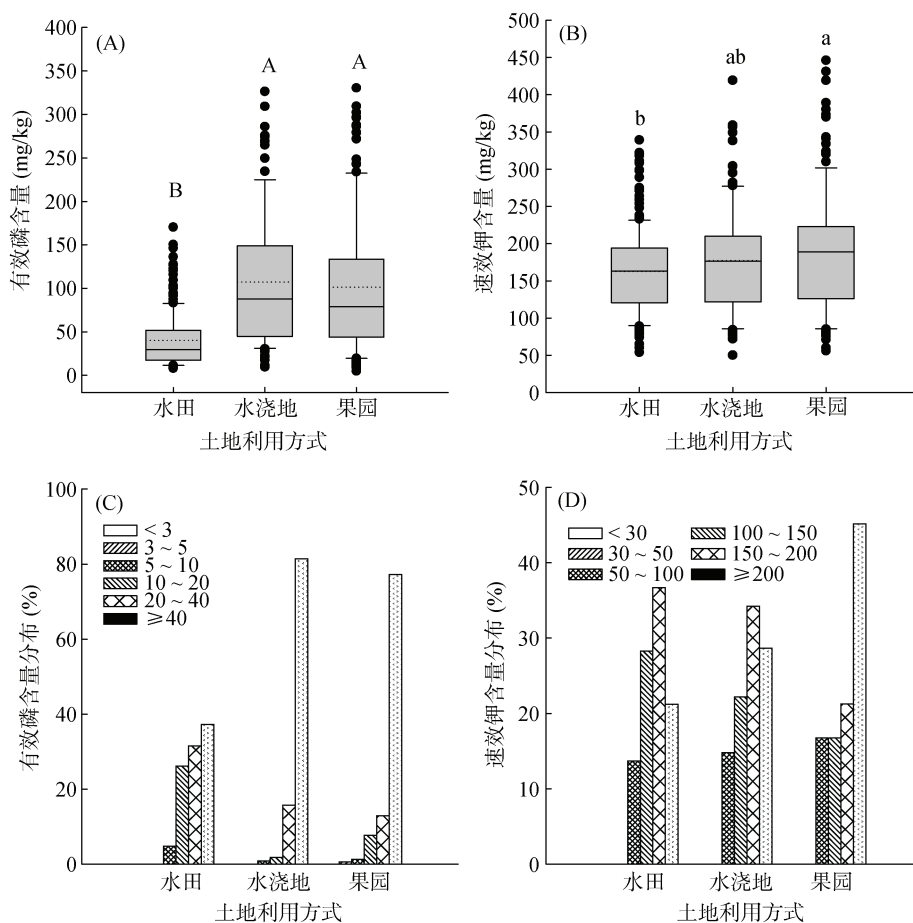 (A)
有效磷含量 (mg/kg)
400
350
300
250
200
150
100
50
0
B
A
A
水田
水浇地
果园
土地利用方式
(B)
速效钾含量 (mg/kg)
500
450
400
350
300
250
200
150
100
50
0
b
ab
a
水田
水浇地
果园
土地利用方式
(C)
有效磷含量分布 (%)
100
80
60
40
20
0
< 3
3 ~ 5
5 ~ 10
10 ~ 20
20 ~ 40
≥40
水田
水浇地
果园
土地利用方式
(D)
速效钾含量分布 (%)
50
40
30
20
10
0
< 30
30 ~ 50
50 ~ 100
100 ~ 150
150 ~ 200
≥200
水田
水浇地
果园
土地利用方式